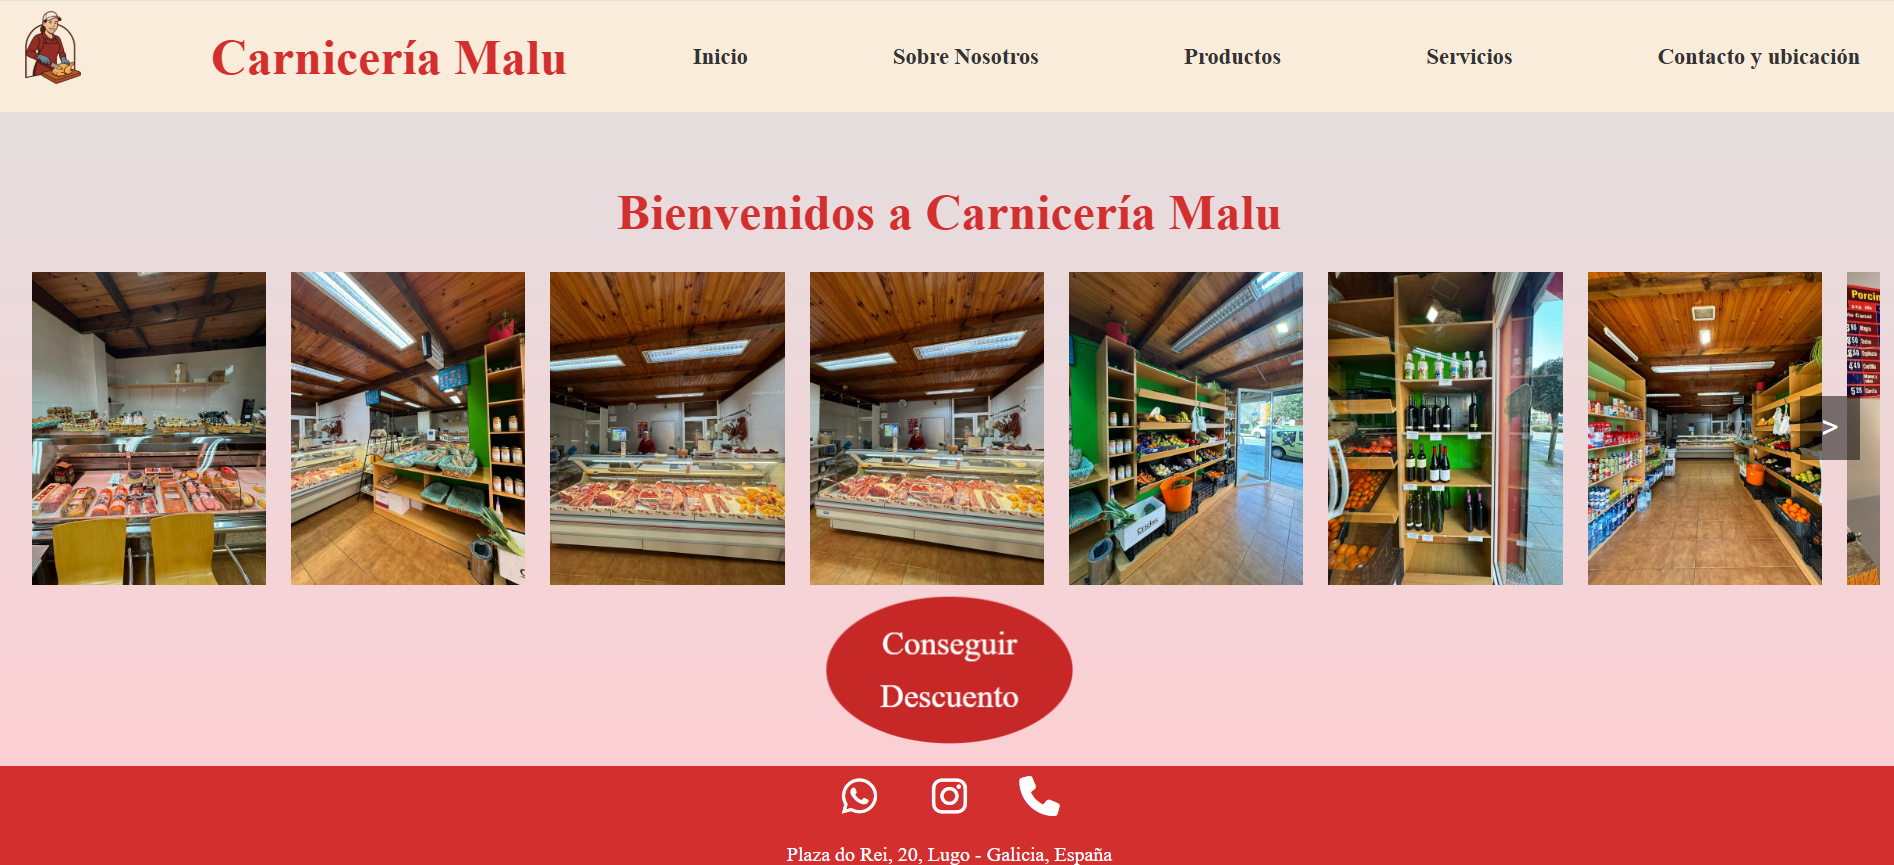 Carnicería Malu
Inicio
Sobre Nosotros
Productos
Servicios
Contacto y ubicación
Bienvenidos a Carnicería Malu
>
Conseguir
Descuento
Plaza do Rei, 20, Lugo - Galicia, España